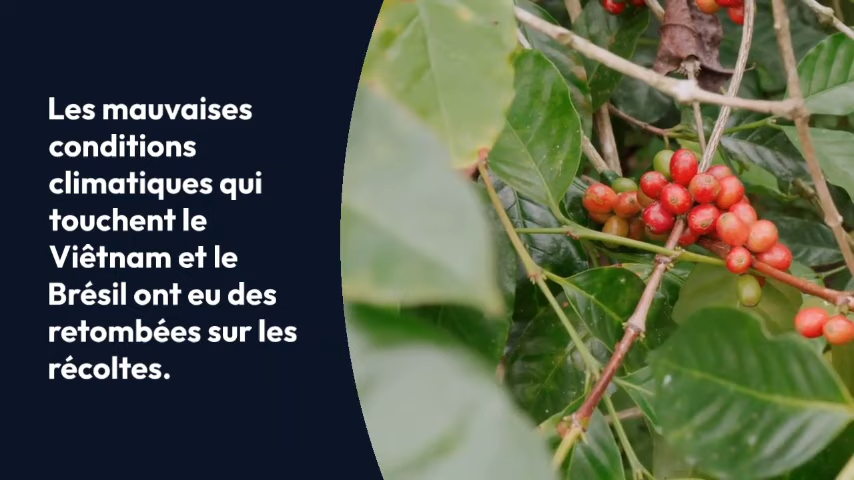 Les mauvaises
conditions
climatiques qui
touchent le
Viêtnam et le
Brésil ont eu des
retombées sur les
récoltes.